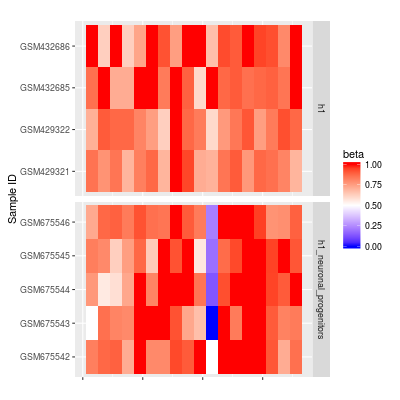 GSM432686
GSM432685
GSM429322
GSM429321
h1
GSM675546
GSM675545
GSM675544
GSM675543
GSM675542
h1_neuronal_progenitors
Sample ID
beta
1.00
0.75
0.50
0.25
0.00